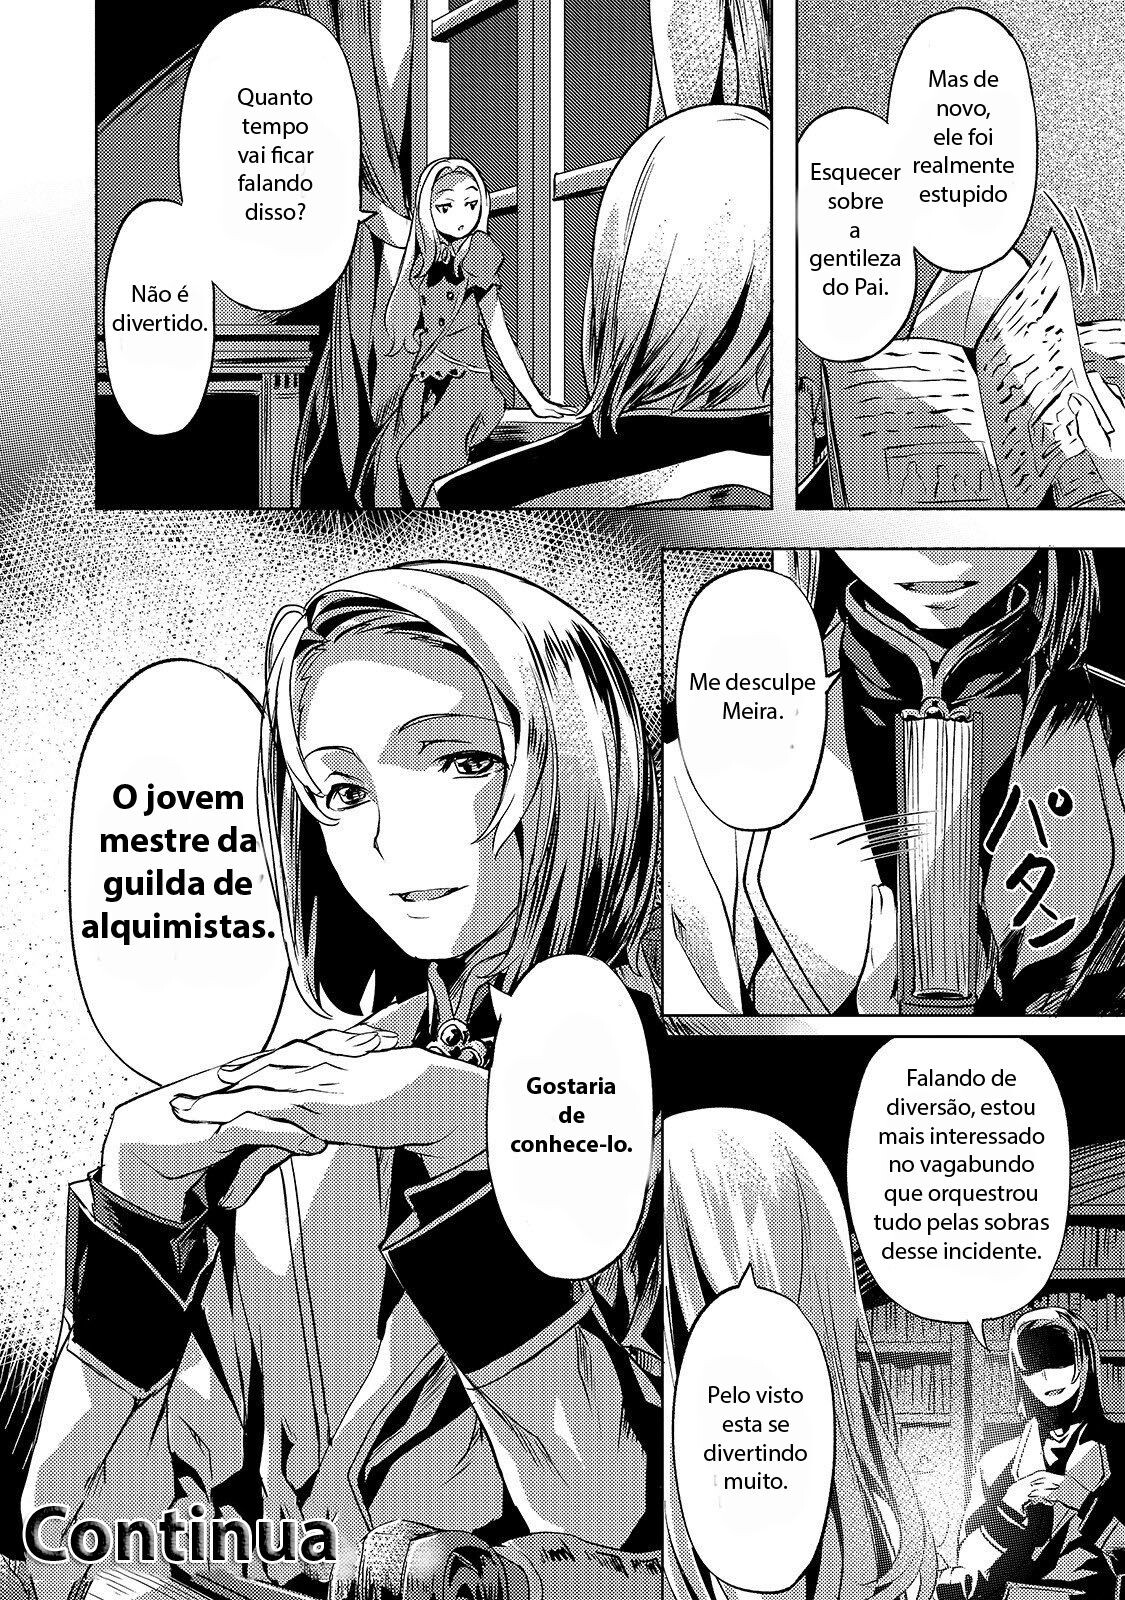 Mas de
novo,
ele foi
realmente
estupido
Esquecer
sobre
a
gentileza
do Pai.
Quanto
tempo
vai ficar
falando
disso?
Não é
divertido.
Me desculpe
Meira.
パタン
Falando de
diversão, estou
mais interessado
no vagabundo
que orquestrou
tudo pelas sobras
desse incidente.
Pelo visto
esta se
divertindo
muito.
O jovem
mestre da
guilda de
alquimistas.
Gostaria
de
conhece-lo.
Continua